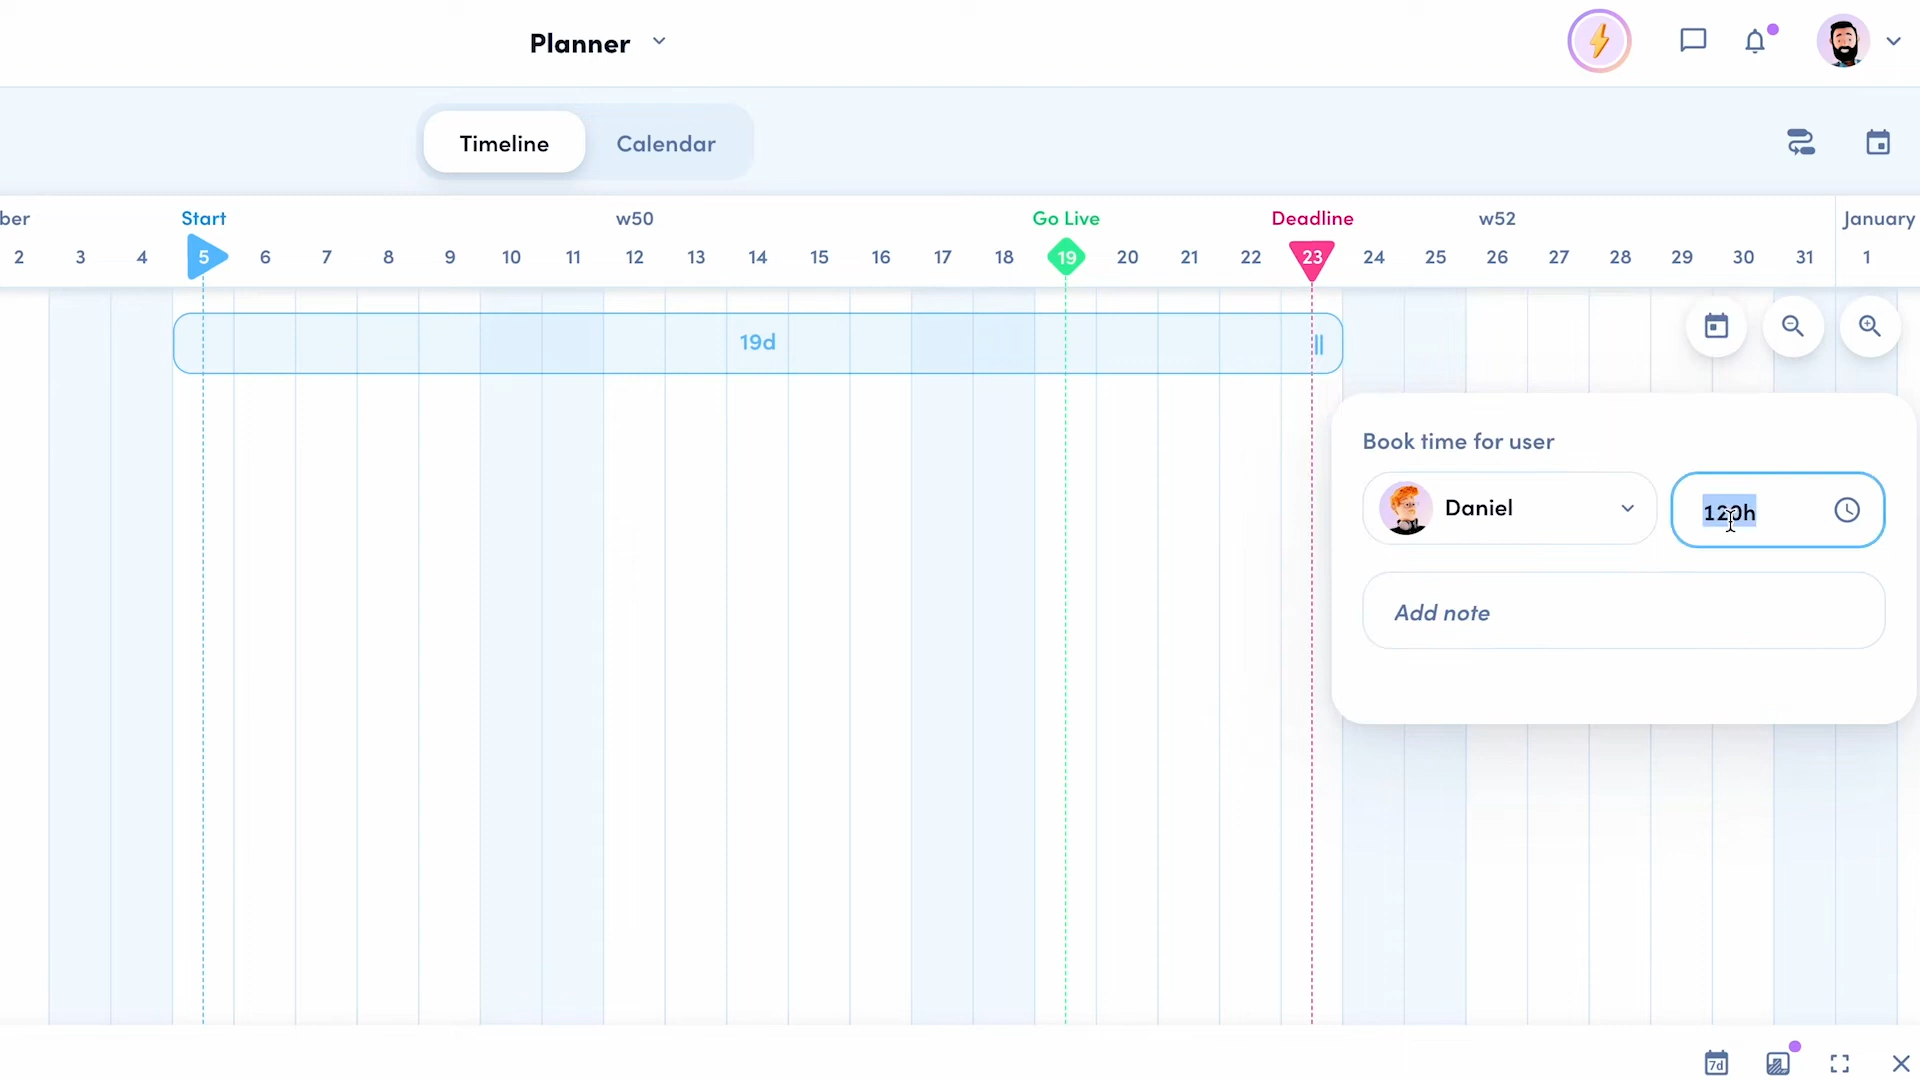 Planner
Timeline Calendar
ber Start w50 Go Live Deadline w52 January
2 3 4 5 6 7 8 9 10 11 12 13 14 15 16 17 18 19 20 21 22 23 24 25 26 27 28 29 30 31 1
19d
Book time for user
Daniel 120h
Add note
7d